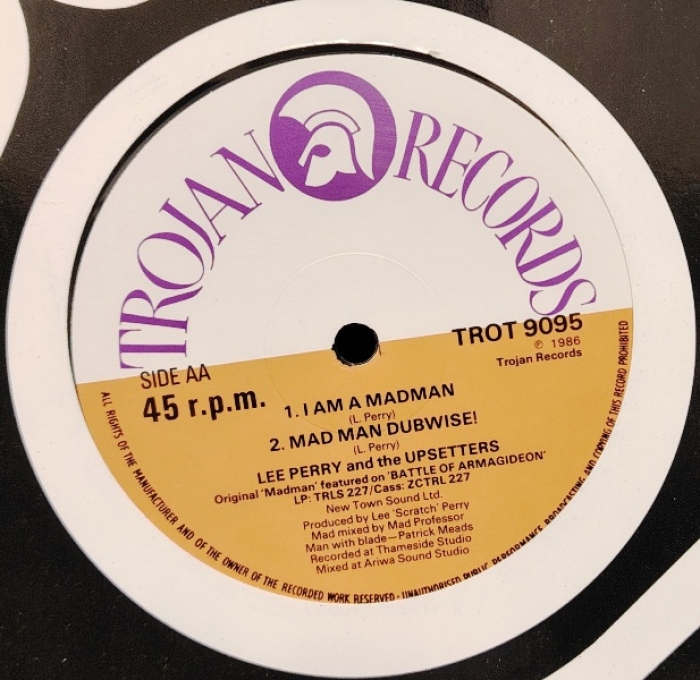 TROJAN RECORDS
TROT 9095
℗ 1986
Trojan Records
SIDE AA
45 r.p.m.
1. I AM A MADMAN
(L. Perry)
2. MAD MAN DUBWISE!
(L. Perry)
LEE PERRY and the UPSETTERS
Original 'Madman' featured on 'BATTLE OF ARMAGIDEON'
LP: TRLS 227/Cass: ZCTRL 227
New Town Sound Ltd.
Produced by Lee 'Scratch' Perry
Mad mixed by Mad Professor
Man with blade—Patrick Meads
Recorded at Thameside Studio
Mixed at Ariwa Sound Studio
ALL RIGHTS OF THE MANUFACTURER AND OF THE OWNER OF THE RECORDED WORK RESERVED · UNAUTHORISED PUBLIC PERFORMANCE BROADCASTING AND COPYING OF THIS RECORD PROHIBITED